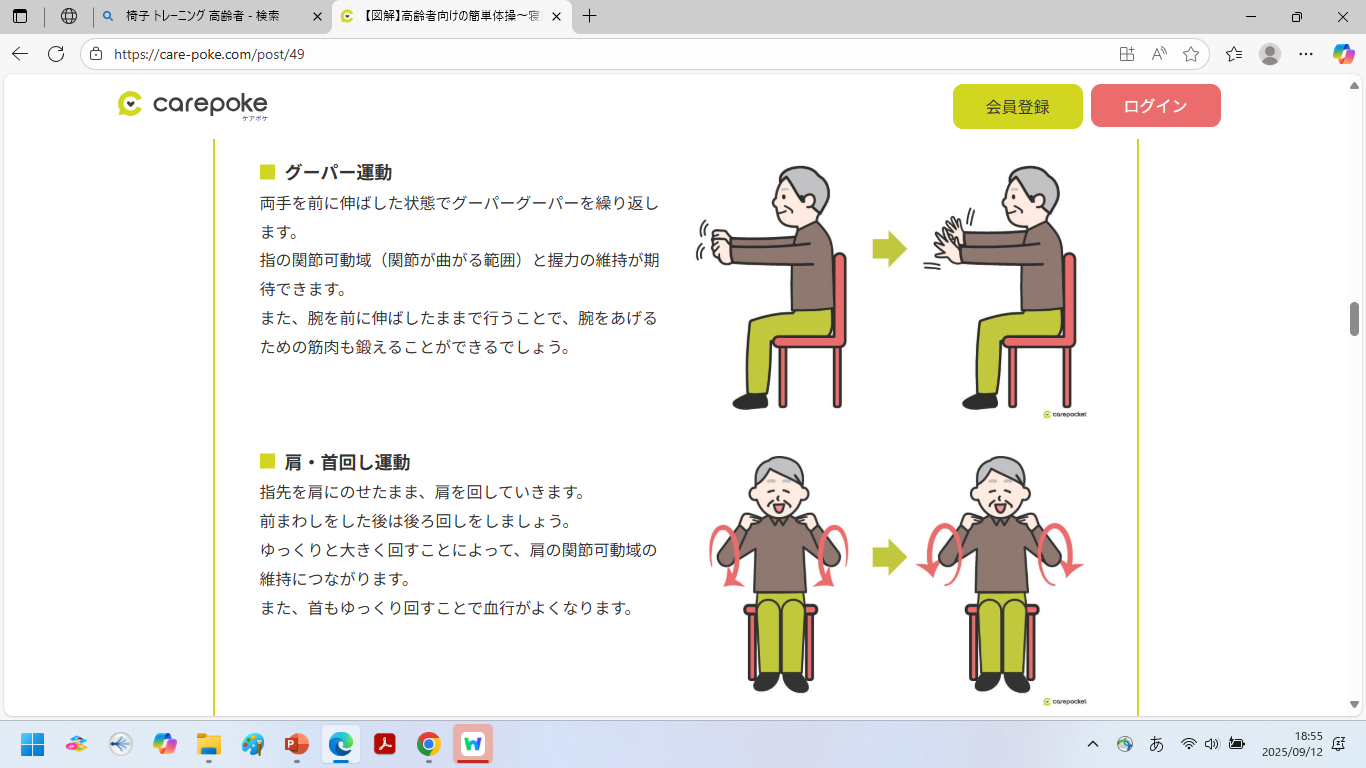 椅子 トレーニング 高齢者 - 検索
【図解】高齢者向けの簡単体操～寝
https://care-poke.com/post/49
carepoke
ケアポケ
会員登録
ログイン
グーパー運動
両手を前に伸ばした状態でグーパーグーパーを繰り返し
ます。
指の関節可動域（関節が曲がる範囲）と握力の維持が期
待できます。
また、腕を前に伸ばしたままで行うことで、腕をあげる
ための筋肉も鍛えることができるでしょう。
carepocket
肩・首回し運動
指先を肩にのせたまま、肩を回していきます。
前まわしをした後は後ろ回しをしましょう。
ゆっくりと大きく回すことによって、肩の関節可動域の
維持につながります。
また、首もゆっくり回すことで血行がよくなります。
carepocket
あ
18:55
2025/09/12